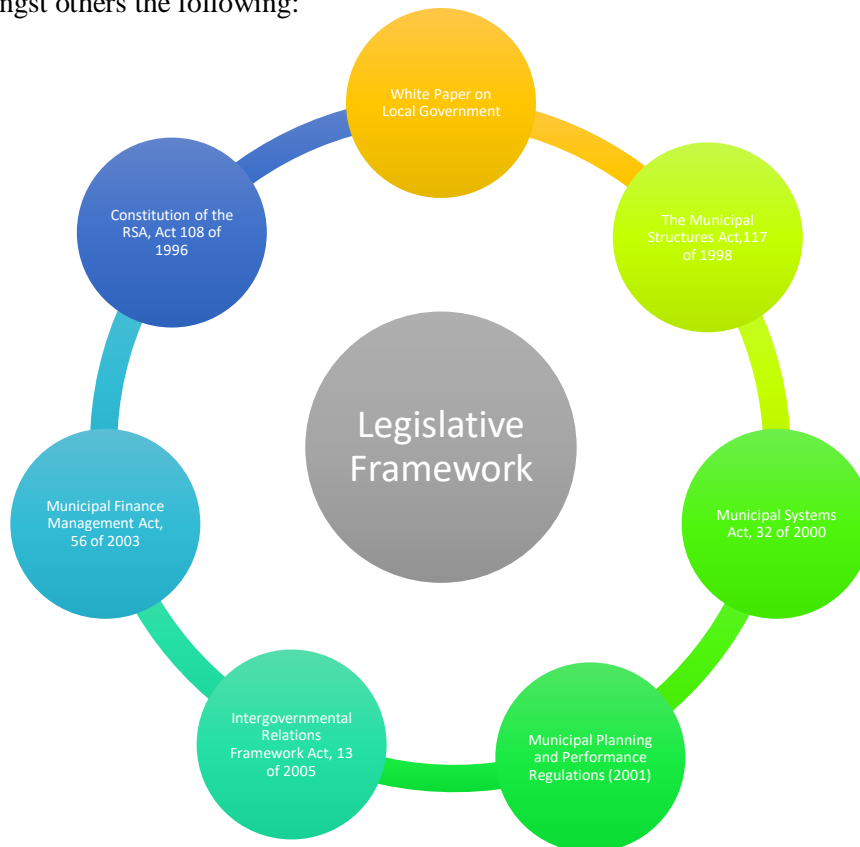 ngst others the following:
White Paper on
Local Government
The Municipal
Structures Act,117
of 1998
Municipal Systems
Act, 32 of 2000
Municipal Planning
and Performance
Regulations (2001)
Intergovernmental
Relations
Framework Act, 13
of 2005
Municipal Finance
Management Act,
56 of 2003
Constitution of the
RSA, Act 108 of
1996
Legislative
Framework